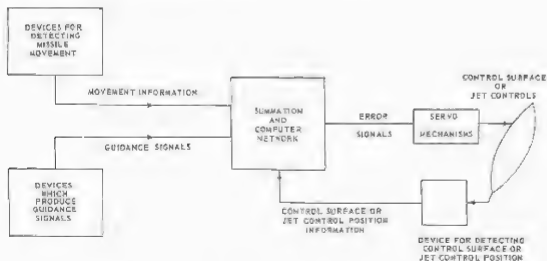 DEVICES FOR
DETECTING
MISSILE
MOVEMENT
MOVEMENT INFORMATION
GUIDANCE SIGNALS
DEVICES
WHICH
PRODUCE
GUIDANCE
SIGNALS
SUMMATION
AND
COMPUTER
NETWORK
ERROR
SIGNALS
SERVO
MECHANISMS
CONTROL SURFACE
OR
JET CONTROLS
CONTROL SURFACE OR
JET CONTROL POSITION
INFORMATION
DEVICE FOR DETECTING
CONTROL SURFACE OR
JET CONTROL POSITION